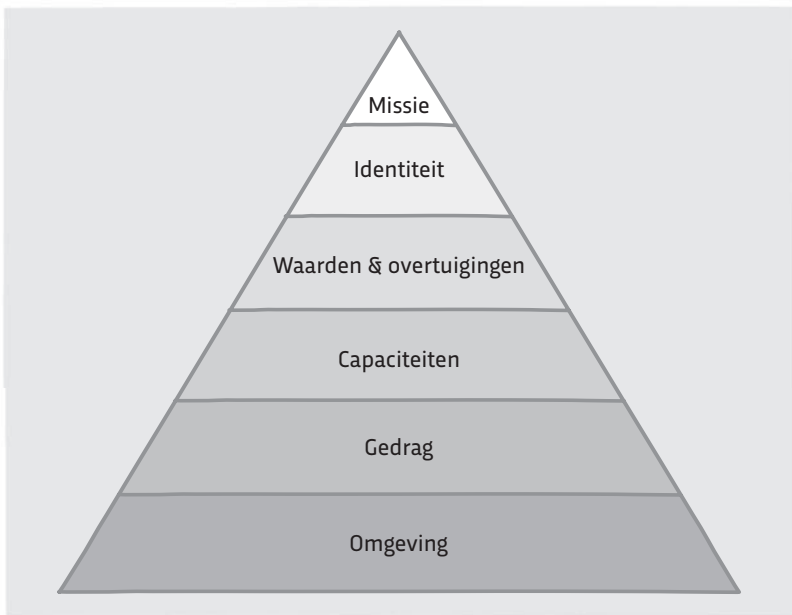 Missie
Identiteit
Waarden & overtuigingen
Capaciteiten
Gedrag
Omgeving